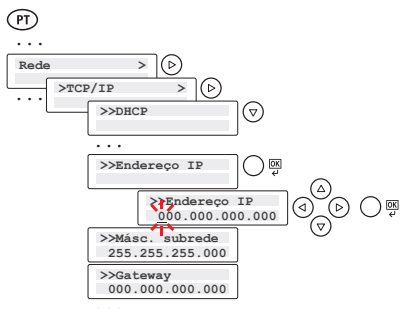 PT
...
Rede >
... >TCP/IP >
>>DHCP
...
>>Endereço IP OK
>>Endereço IP
000.000.000.000 OK
>>Másc. subrede
255.255.255.000
>>Gateway
000.000.000.000
...